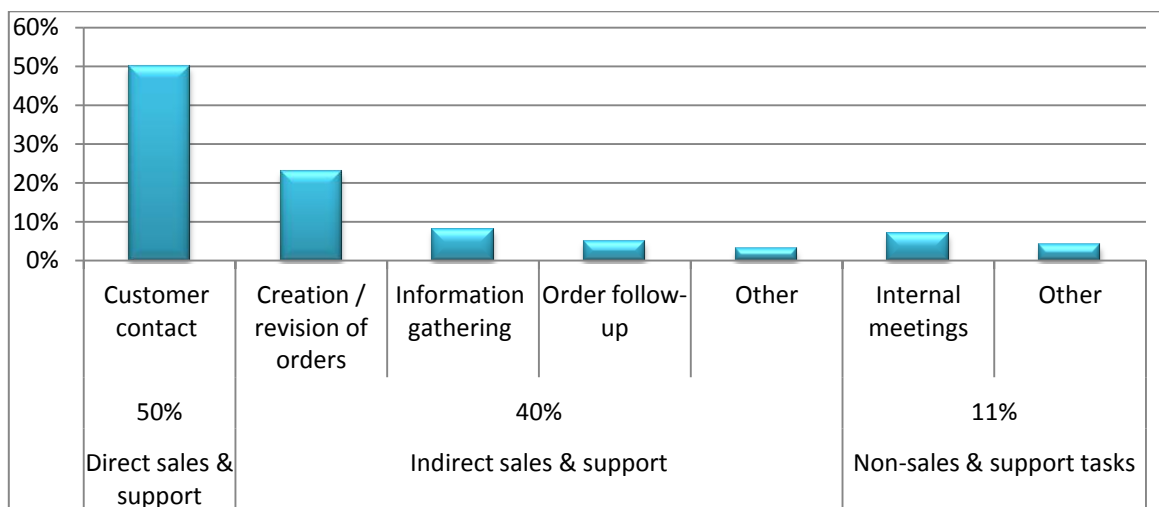 60%
50%
40%
30%
20%
10%
0%
Customer
contact
Creation /
revision of
orders
Information
gathering
Order follow-
up
Other
Internal
meetings
Other
50%
40%
11%
Direct sales &
support
Indirect sales & support
Non-sales & support tasks